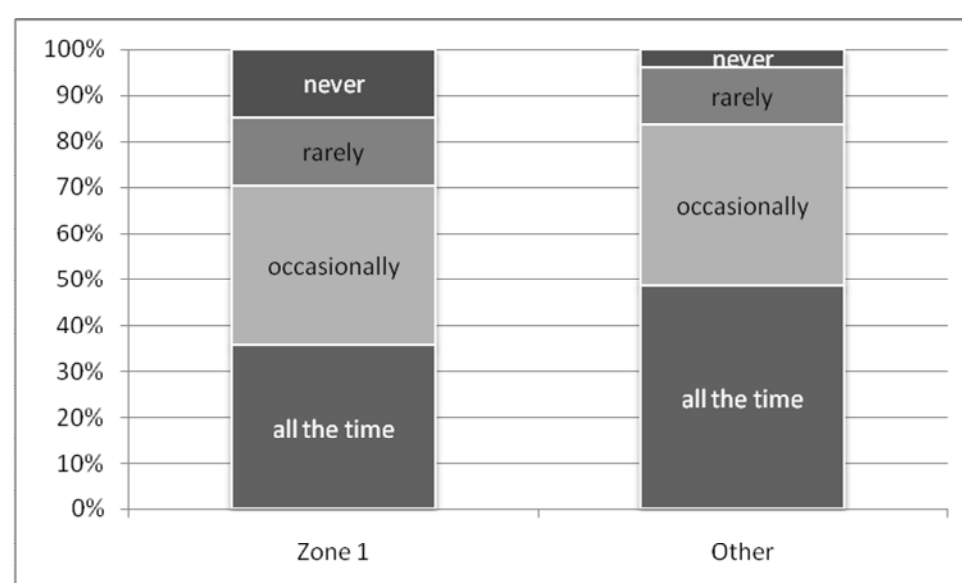 100%
90%
80%
70%
60%
50%
40%
30%
20%
10%
0%
never
rarely
occasionally
all the time
never
rarely
occasionally
all the time
Zone 1
Other